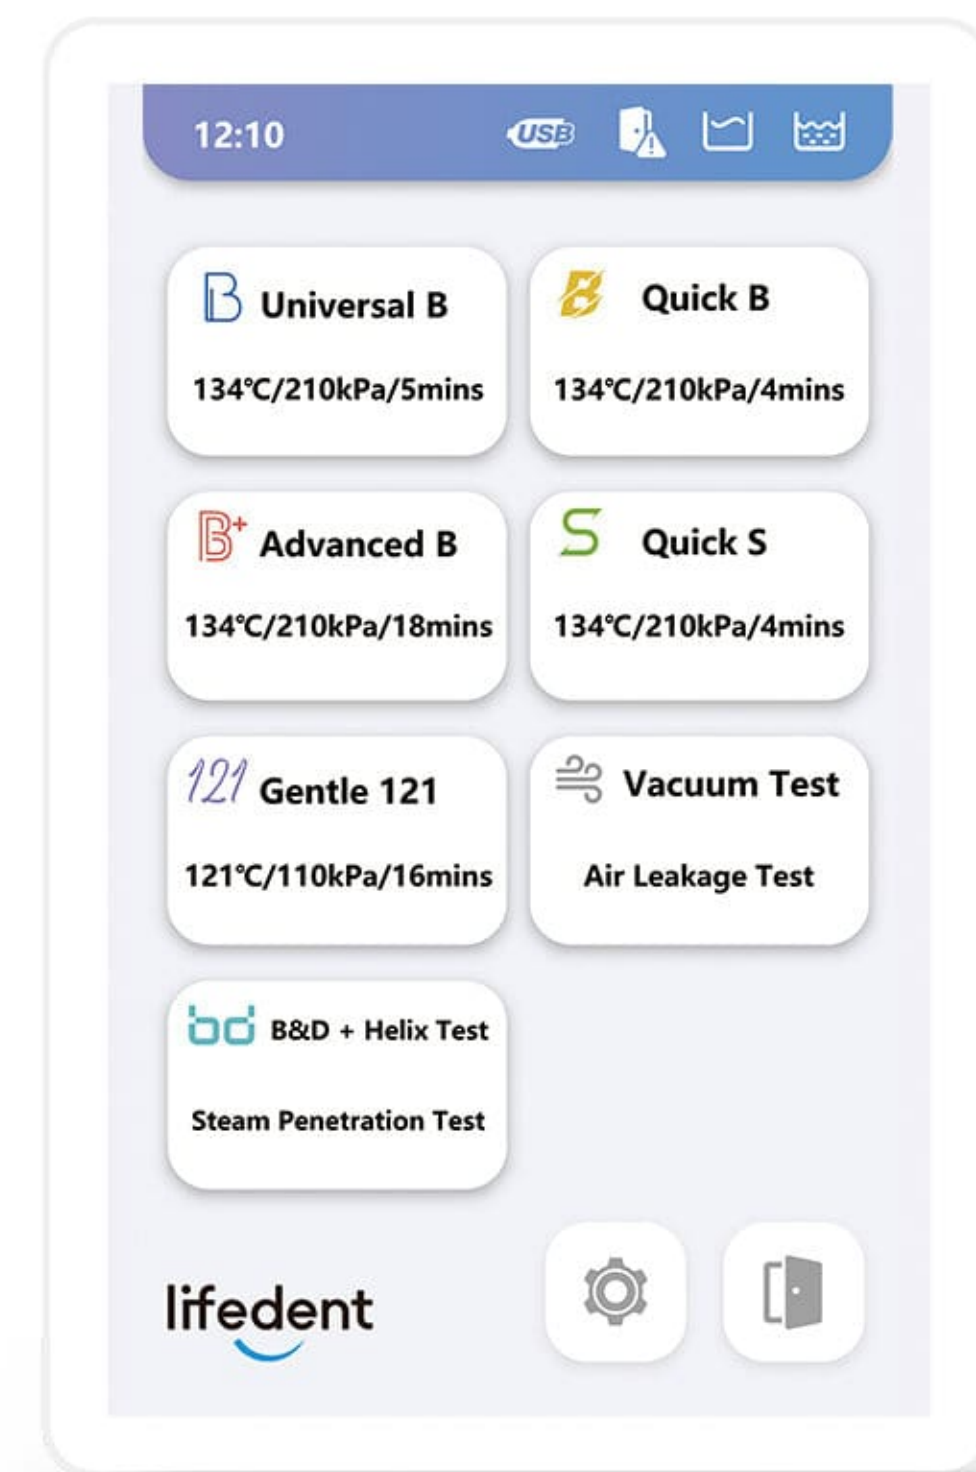 12:10
USB
B Universal B
134℃/210kPa/5mins
B Quick B
134℃/210kPa/4mins
B+ Advanced B
134℃/210kPa/18mins
S Quick S
134℃/210kPa/4mins
121 Gentle 121
121℃/110kPa/16mins
Vacuum Test
Air Leakage Test
bd B&D + Helix Test
Steam Penetration Test
lifedent